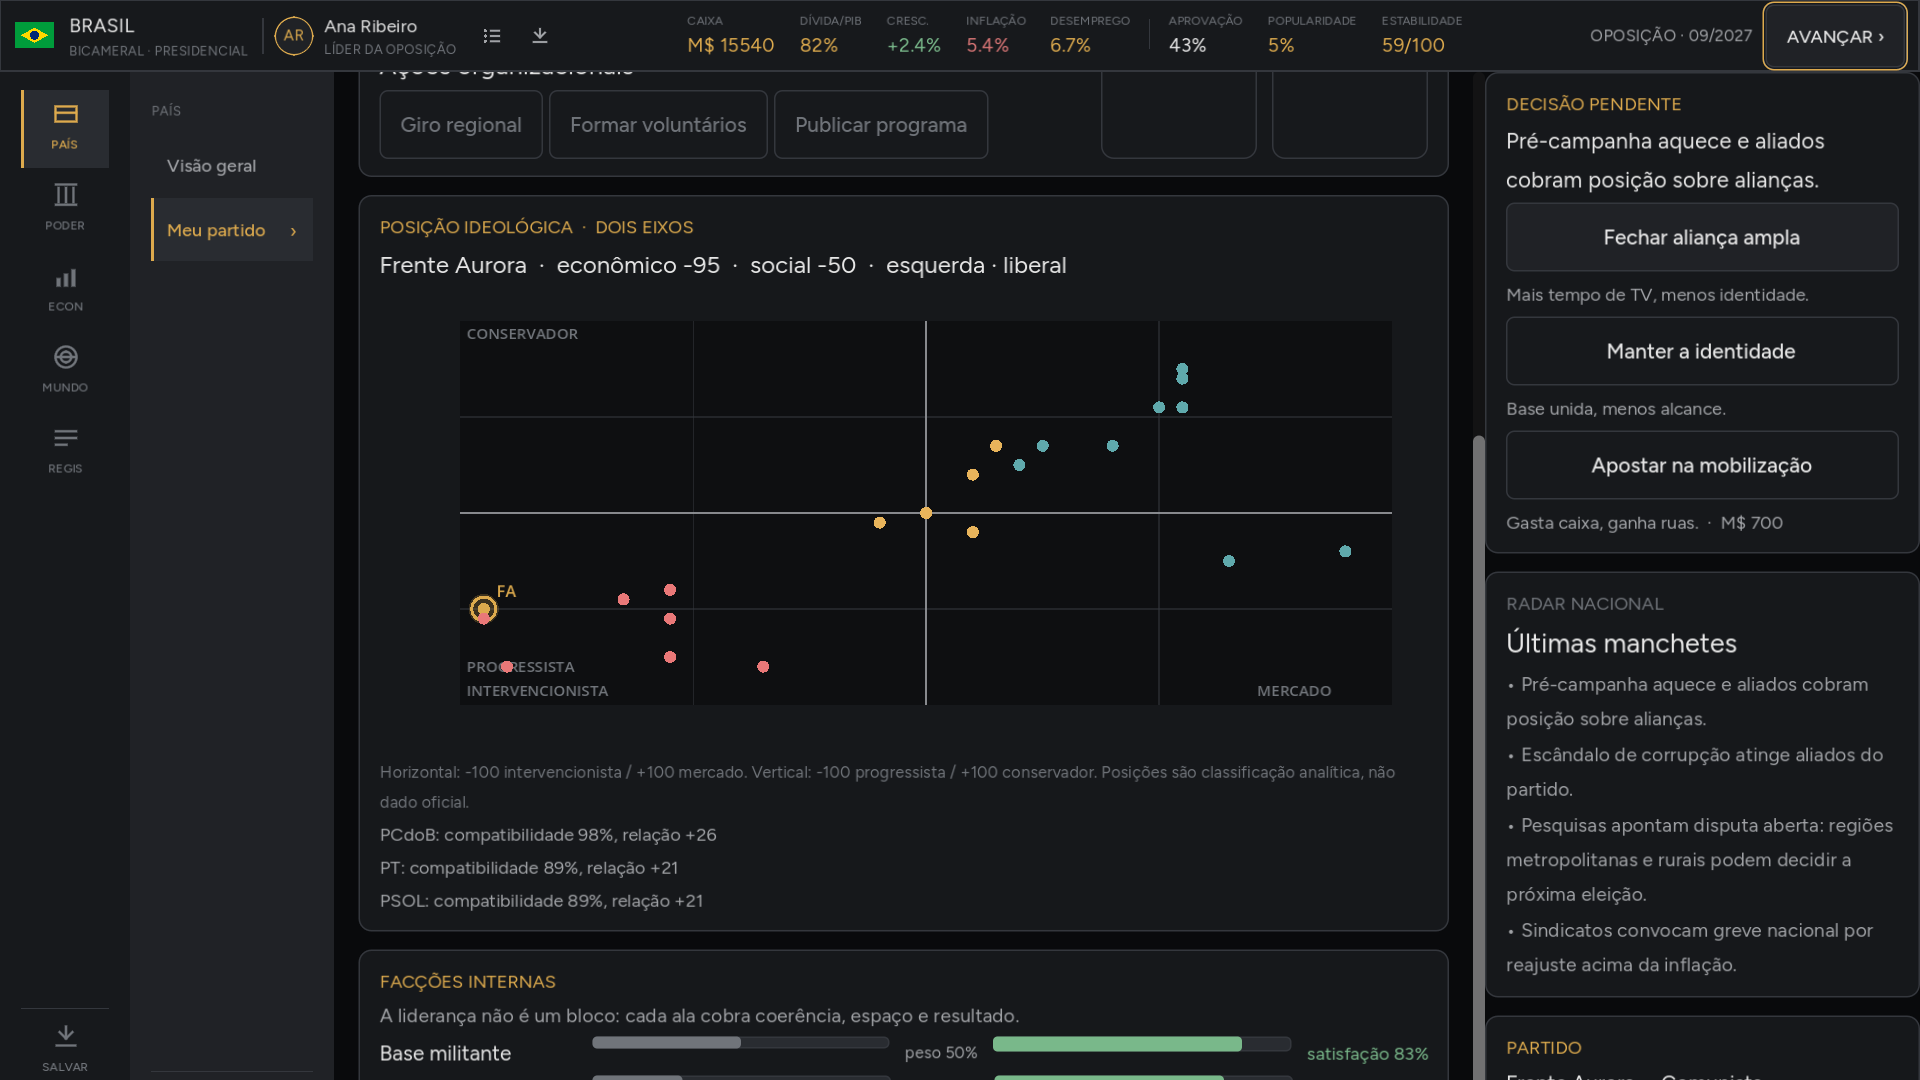 BRASIL
BICAMERAL · PRESIDENCIAL
AR
Ana Ribeiro
LÍDER DA OPOSIÇÃO
CAIXA
M$ 15540
DÍVIDA/PIB
82%
CRESC.
+2.4%
INFLAÇÃO
5.4%
DESEMPREGO
6.7%
APROVAÇÃO
43%
POPULARIDADE
5%
ESTABILIDADE
59/100
OPOSIÇÃO · 09/2027
AVANÇAR ›
PAÍS
PODER
ECON
MUNDO
REGIS
SALVAR
PAÍS
Visão geral
Meu partido ›
Ações organizacionais
Giro regional
Formar voluntários
Publicar programa
POSIÇÃO IDEOLÓGICA · DOIS EIXOS
Frente Aurora · econômico -95 · social -50 · esquerda · liberal
CONSERVADOR
FA
PROGRESSISTA
INTERVENCIONISTA
MERCADO
Horizontal: -100 intervencionista / +100 mercado. Vertical: -100 progressista / +100 conservador. Posições são classificação analítica, não
dado oficial.
PCdoB: compatibilidade 98%, relação +26
PT: compatibilidade 89%, relação +21
PSOL: compatibilidade 89%, relação +21
FACÇÕES INTERNAS
A liderança não é um bloco: cada ala cobra coerência, espaço e resultado.
Base militante
peso 50%
satisfação 83%
DECISÃO PENDENTE
Pré-campanha aquece e aliados
cobram posição sobre alianças.
Fechar aliança ampla
Mais tempo de TV, menos identidade.
Manter a identidade
Base unida, menos alcance.
Apostar na mobilização
Gasta caixa, ganha ruas. · M$ 700
RADAR NACIONAL
Últimas manchetes
• Pré-campanha aquece e aliados cobram
posição sobre alianças.
• Escândalo de corrupção atinge aliados do
partido.
• Pesquisas apontam disputa aberta: regiões
metropolitanas e rurais podem decidir a
próxima eleição.
• Sindicatos convocam greve nacional por
reajuste acima da inflação.
PARTIDO
Frente Aurora — Comunista